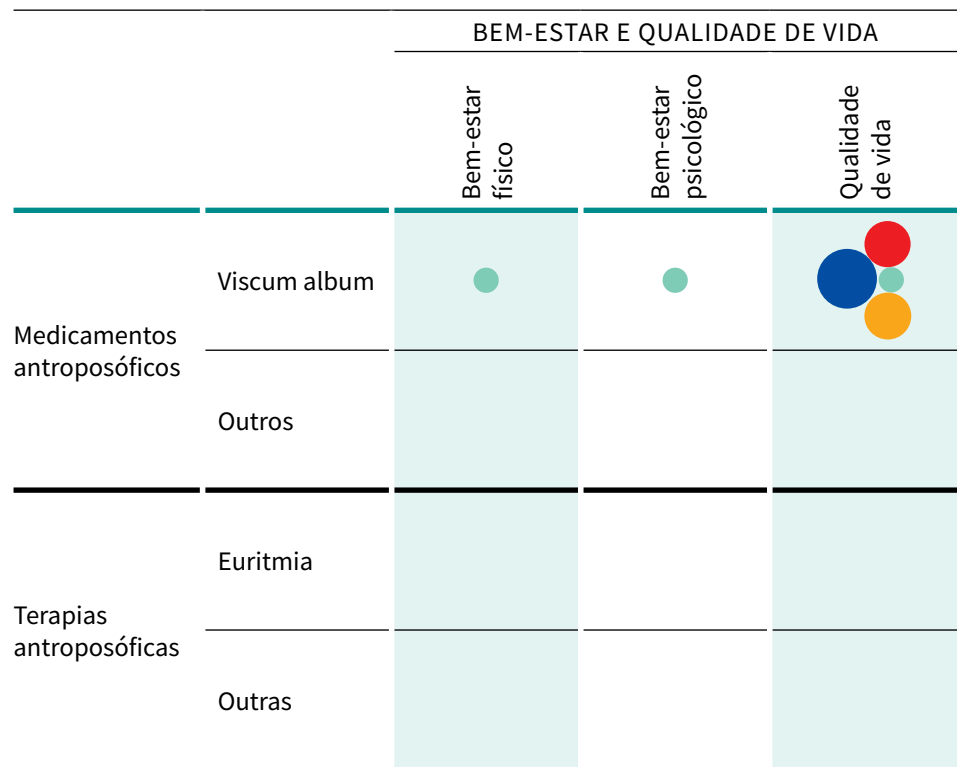 BEM-ESTAR E QUALIDADE DE VIDA
Bem-estar
físico
Bem-estar
psicológico
Qualidade
de vida
Medicamentos
antroposóficos
Viscum album
Outros
Terapias
antroposóficas
Euritmia
Outras